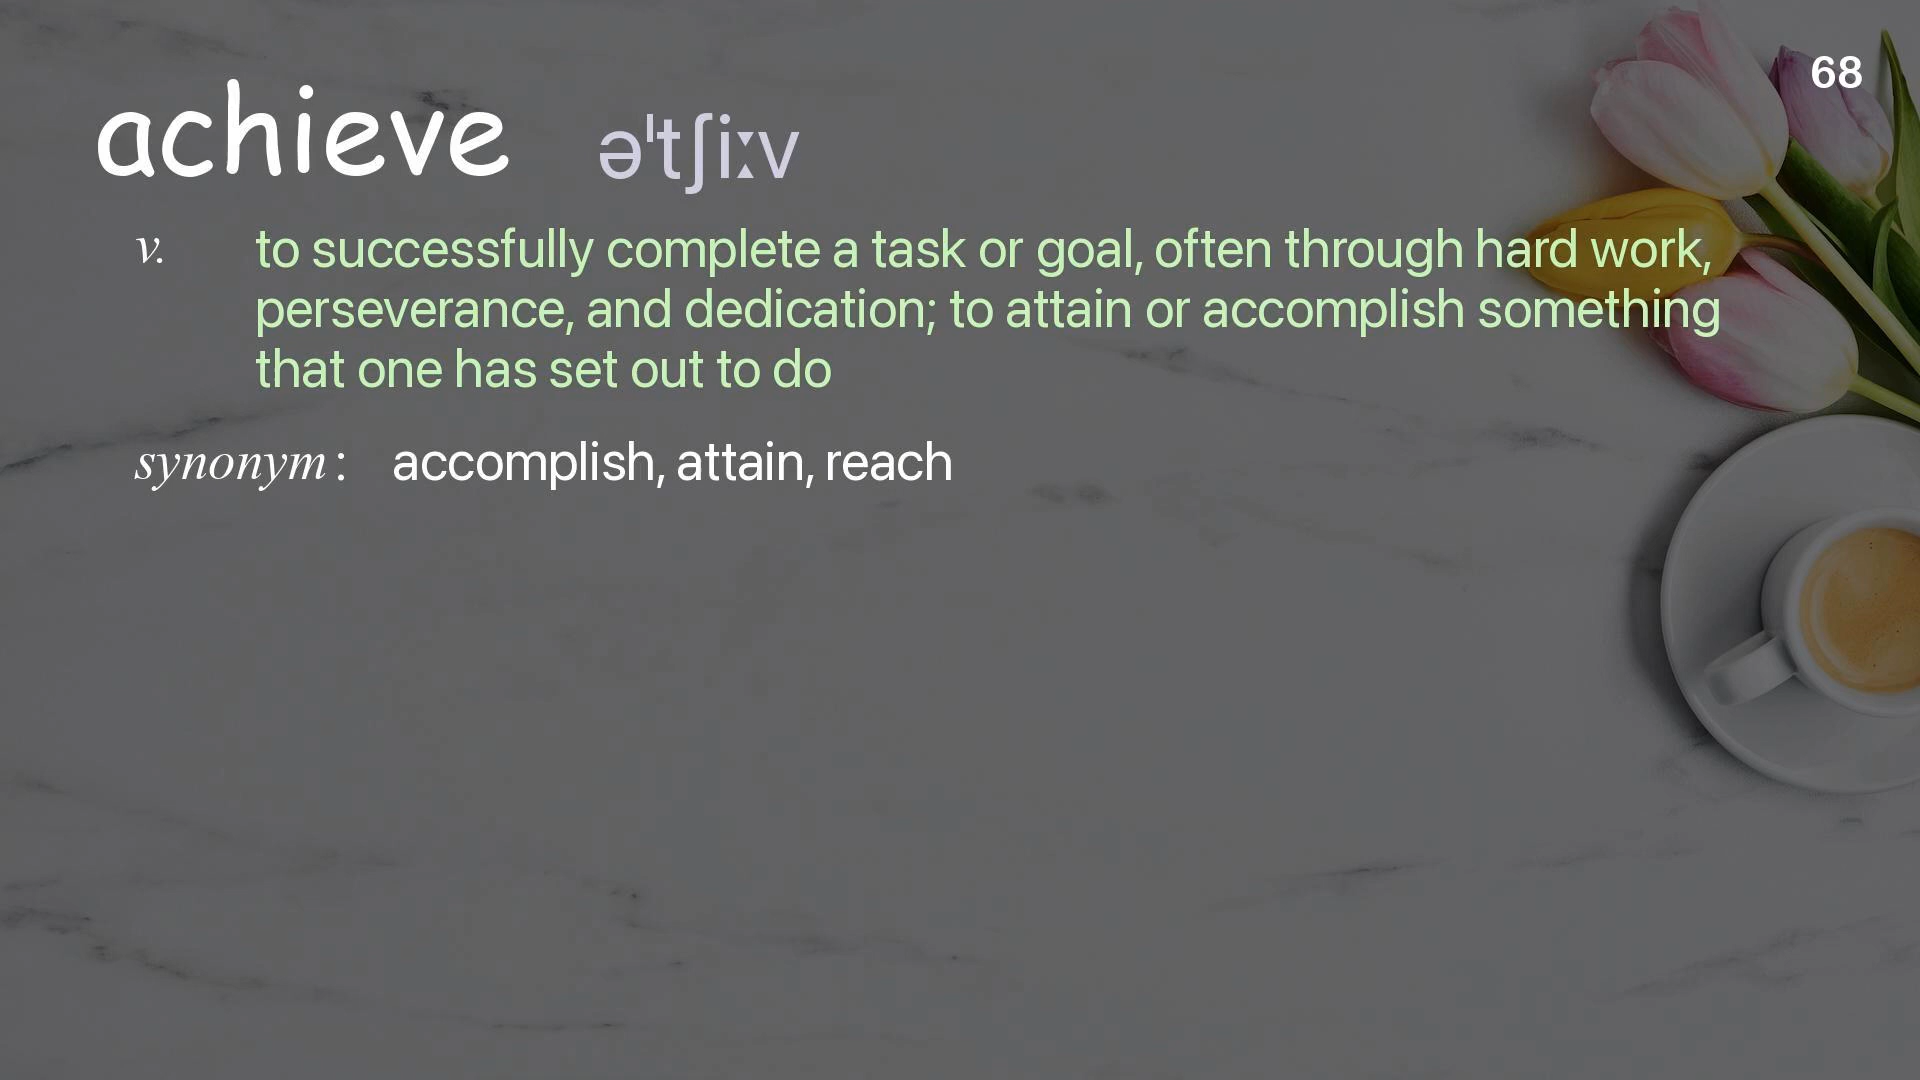 68
achieve əˈtʃiːv
v. to successfully complete a task or goal, often through hard work,
perseverance, and dedication; to attain or accomplish something
that one has set out to do
synonym: accomplish, attain, reach